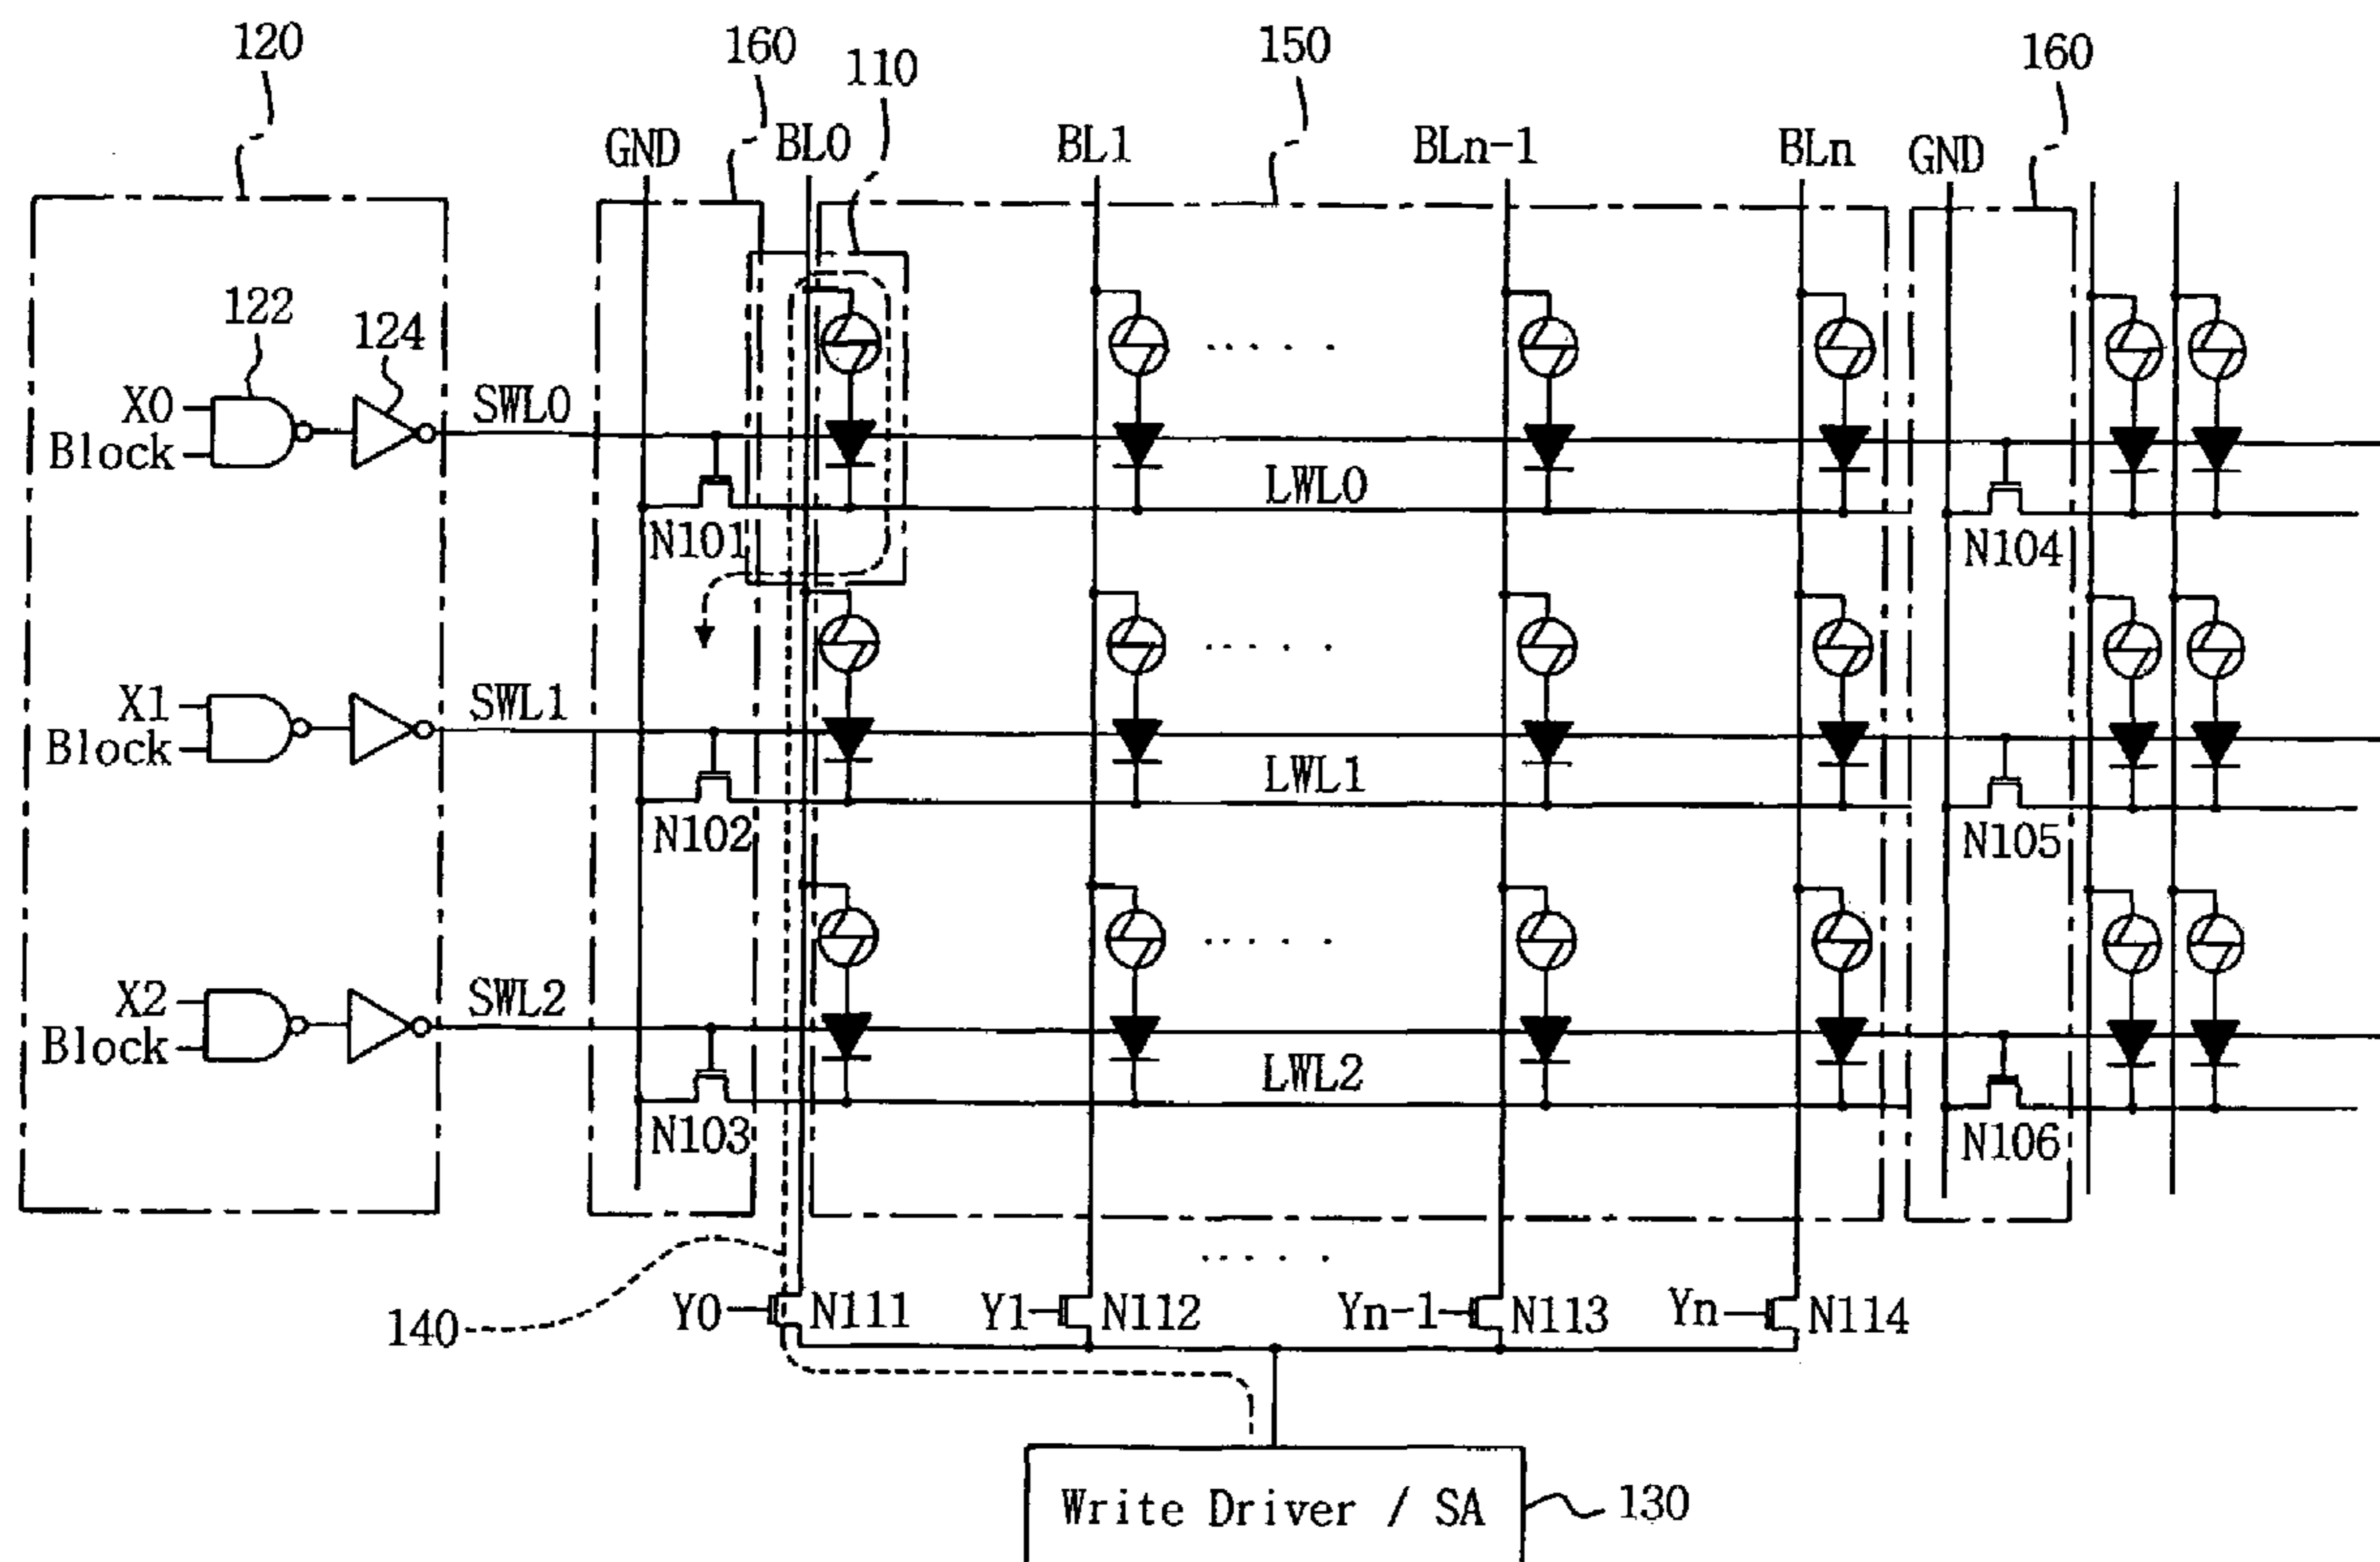 120
160
110
150
160
GND
BL0
BL1
BLn-1
BLn
GND
122
124
X0
Block
SWL0
LWL0
N101
N104
X1
Block
SWL1
LWL1
N102
N105
X2
Block
SWL2
LWL2
N103
N106
140
Y0
N111
Y1
N112
Yn-1
N113
Yn
N114
Write Driver / SA
130